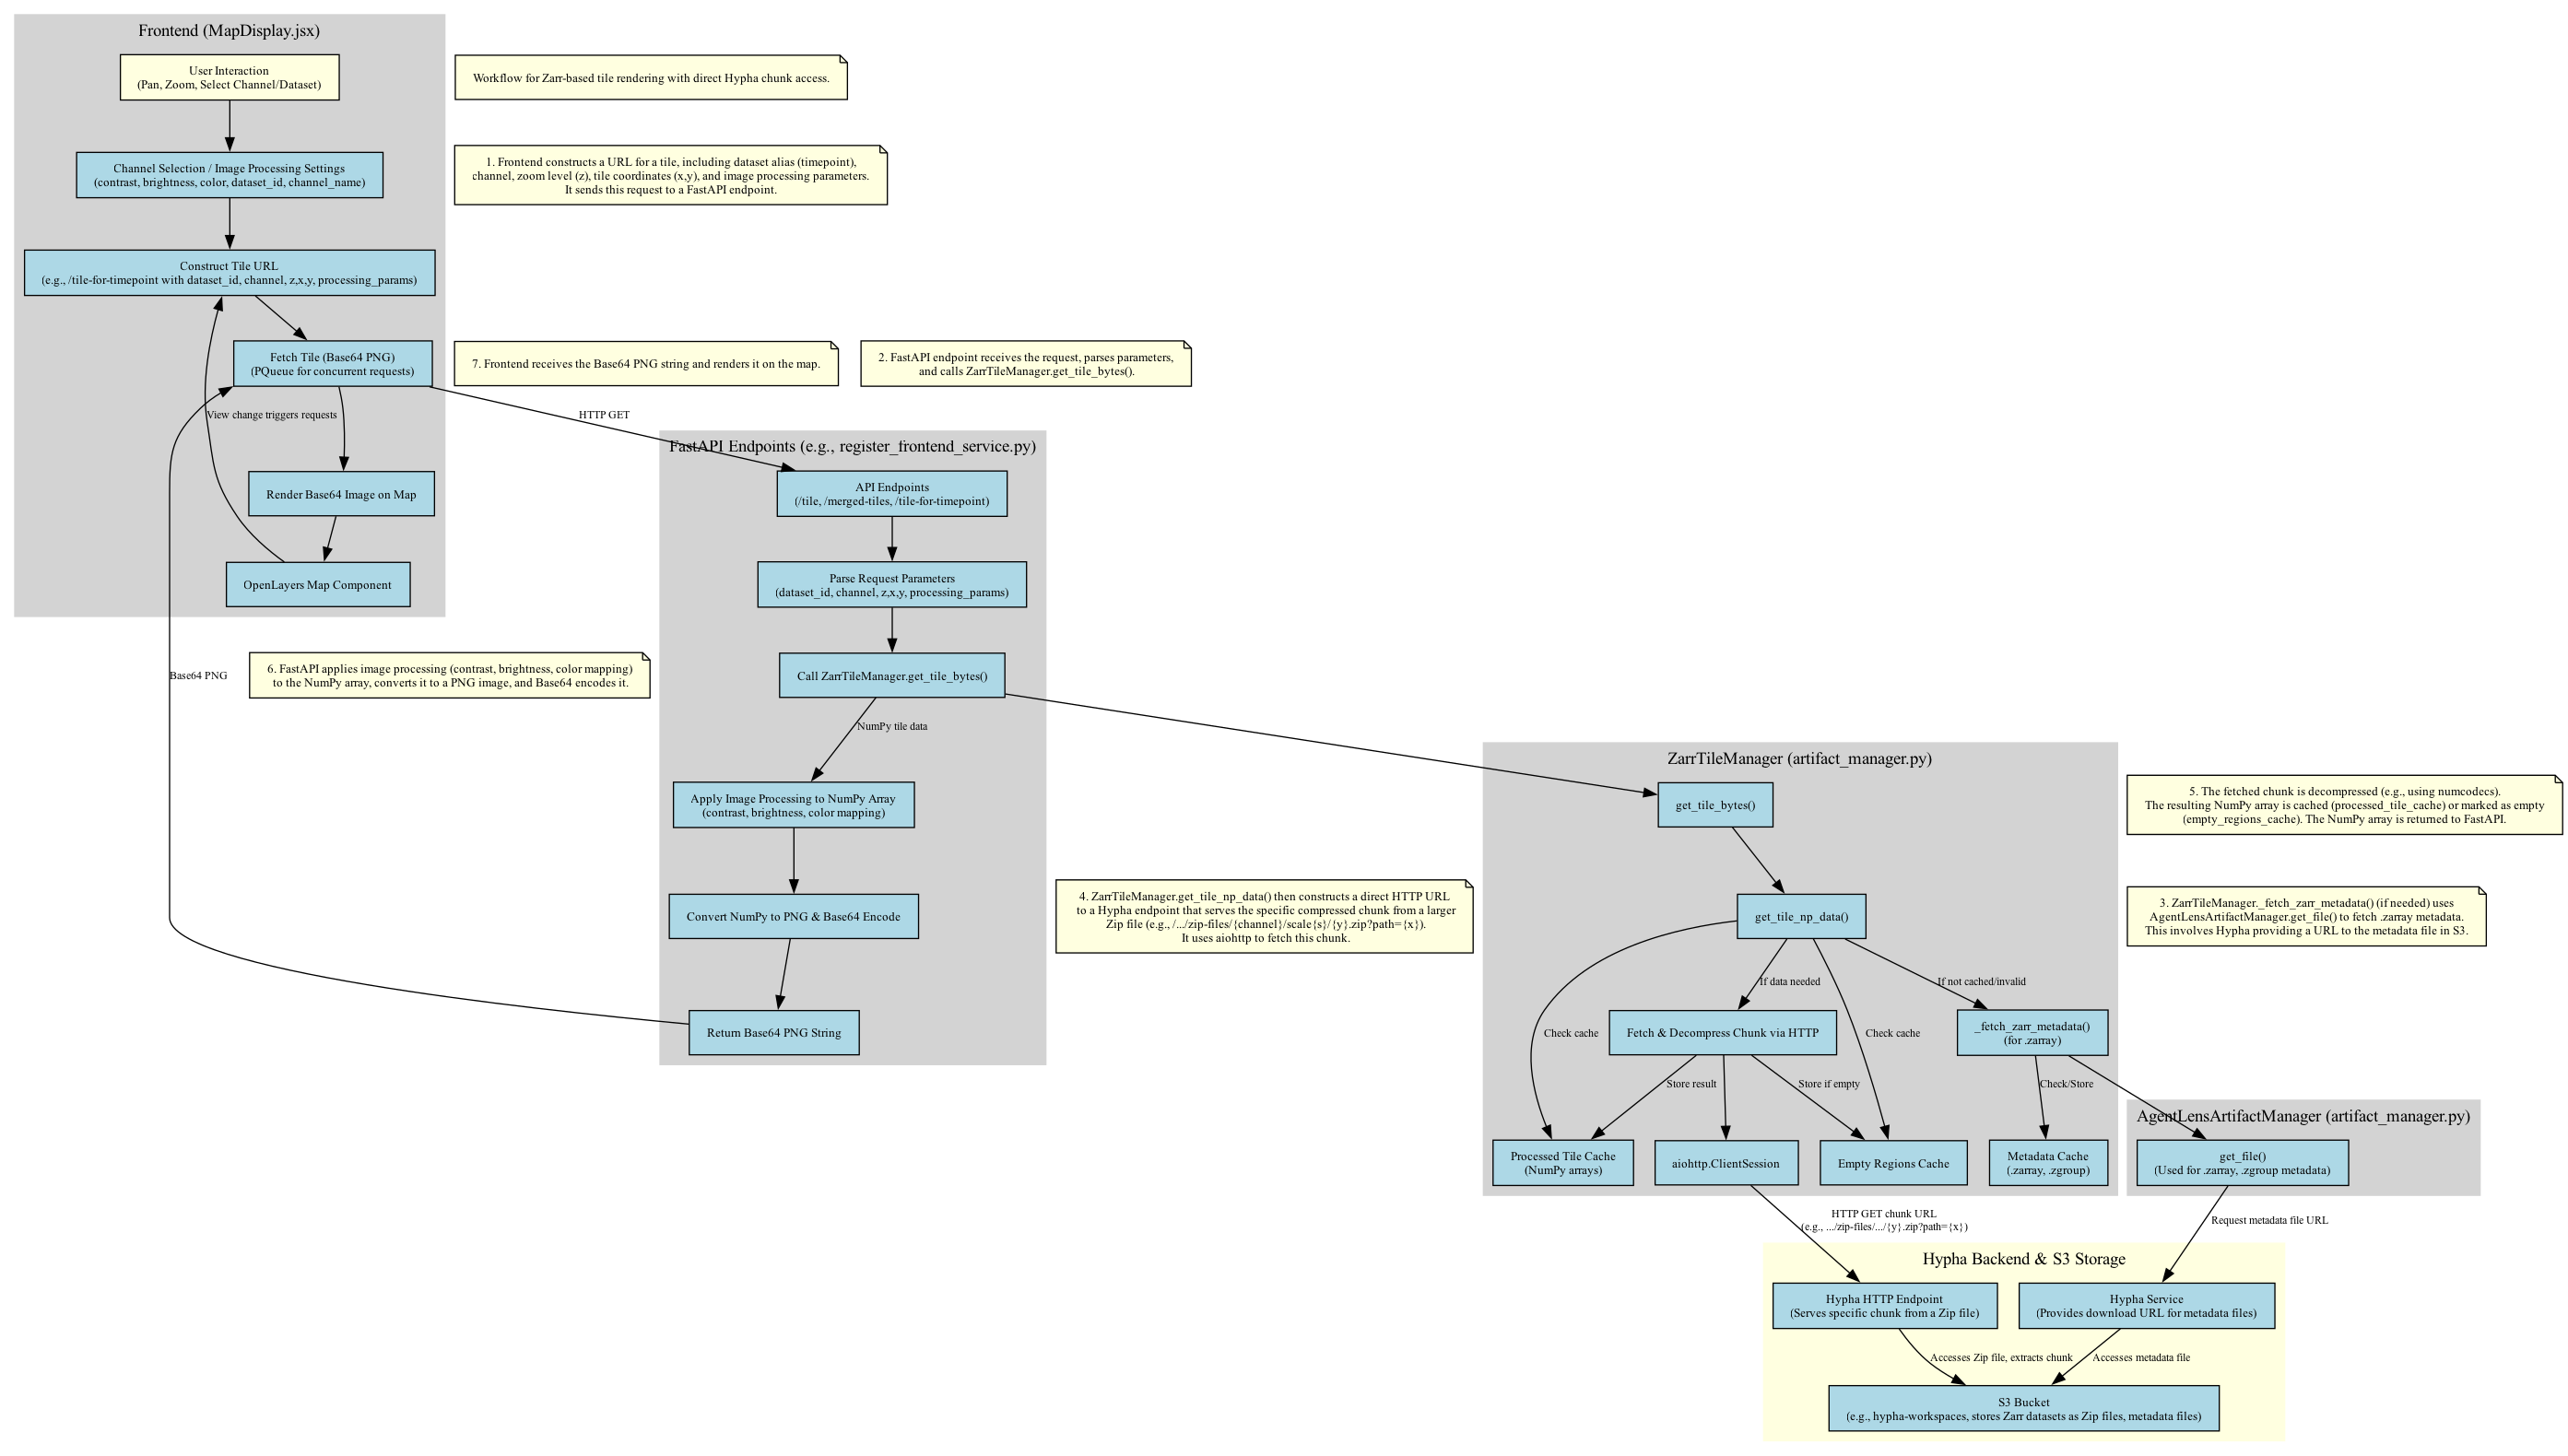 Frontend (MapDisplay.jsx)
User Interaction
(Pan, Zoom, Select Channel/Dataset)
Workflow for Zarr-based tile rendering with direct Hypha chunk access.
Channel Selection / Image Processing Settings
(contrast, brightness, color, dataset_id, channel_name)
1. Frontend constructs a URL for a tile, including dataset alias (timepoint),
channel, zoom level (z), tile coordinates (x,y), and image processing parameters.
It sends this request to a FastAPI endpoint.
Construct Tile URL
(e.g., /tile-for-timepoint with dataset_id, channel, z,x,y, processing_params)
Fetch Tile (Base64 PNG)
(PQueue for concurrent requests)
7. Frontend receives the Base64 PNG string and renders it on the map.
2. FastAPI endpoint receives the request, parses parameters,
and calls ZarrTileManager.get_tile_bytes().
View change triggers requests
HTTP GET
Render Base64 Image on Map
OpenLayers Map Component
FastAPI Endpoints (e.g., register_frontend_service.py)
API Endpoints
(/tile, /merged-tiles, /tile-for-timepoint)
Parse Request Parameters
(dataset_id, channel, z,x,y, processing_params)
Base64 PNG
6. FastAPI applies image processing (contrast, brightness, color mapping)
to the NumPy array, converts it to a PNG image, and Base64 encodes it.
Call ZarrTileManager.get_tile_bytes()
NumPy tile data
Apply Image Processing to NumPy Array
(contrast, brightness, color mapping)
Convert NumPy to PNG & Base64 Encode
Return Base64 PNG String
4. ZarrTileManager.get_tile_np_data() then constructs a direct HTTP URL
to a Hypha endpoint that serves the specific compressed chunk from a larger
Zip file (e.g., /.../zip-files/{channel}/scale{s}/{y}.zip?path={x}).
It uses aiohttp to fetch this chunk.
ZarrTileManager (artifact_manager.py)
get_tile_bytes()
5. The fetched chunk is decompressed (e.g., using numcodecs).
The resulting NumPy array is cached (processed_tile_cache) or marked as empty
(empty_regions_cache). The NumPy array is returned to FastAPI.
get_tile_np_data()
3. ZarrTileManager._fetch_zarr_metadata() (if needed) uses
AgentLensArtifactManager.get_file() to fetch .zarray metadata.
This involves Hypha providing a URL to the metadata file in S3.
If data needed
If not cached/invalid
Check cache
Fetch & Decompress Chunk via HTTP
Check cache
_fetch_zarr_metadata()
(for .zarray)
Store result
Store if empty
Check/Store
Processed Tile Cache
(NumPy arrays)
aiohttp.ClientSession
Empty Regions Cache
Metadata Cache
(.zarray, .zgroup)
AgentLensArtifactManager (artifact_manager.py)
get_file()
(Used for .zarray, .zgroup metadata)
HTTP GET chunk URL
(e.g., .../zip-files/.../{y}.zip?path={x})
Request metadata file URL
Hypha Backend & S3 Storage
Hypha HTTP Endpoint
(Serves specific chunk from a Zip file)
Hypha Service
(Provides download URL for metadata files)
Accesses Zip file, extracts chunk
Accesses metadata file
S3 Bucket
(e.g., hypha-workspaces, stores Zarr datasets as Zip files, metadata files)